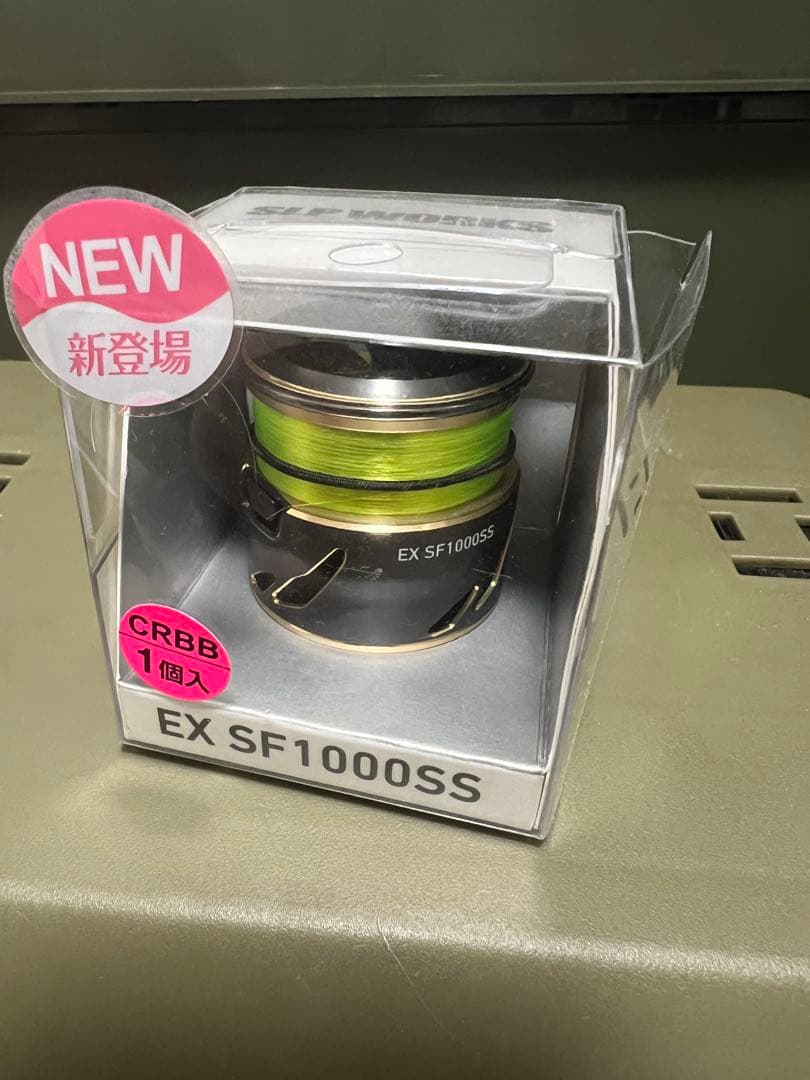 SLP WORKS
NEW
新登場
EX SF1000SS
CRBB
1個入
EX SF1000SS